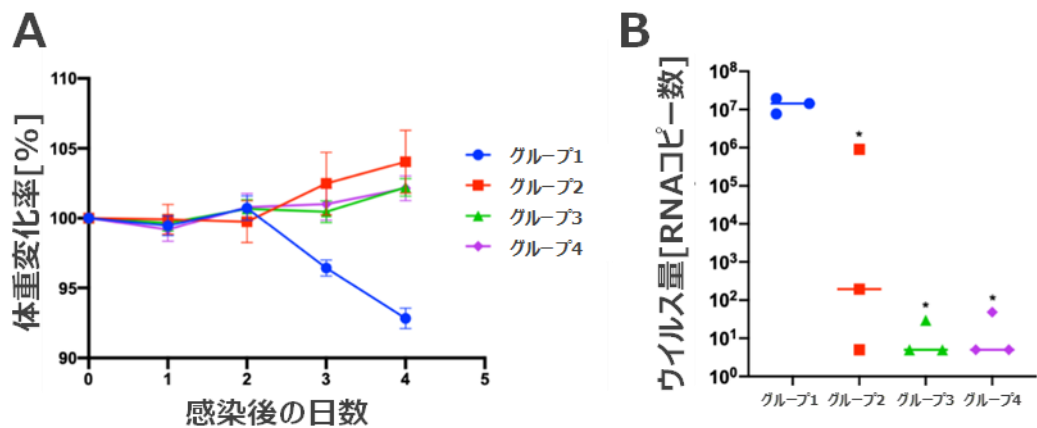 A
体重変化率[%]
110
105
100
95
90
0 1 2 3 4 5
感染後の日数
グループ1
グループ2
グループ3
グループ4
B
ウイルス量[RNAコピー数]
10⁸
10⁷
10⁶
10⁵
10⁴
10³
10²
10¹
10⁰
* * *
グループ1 グループ2 グループ3 グループ4